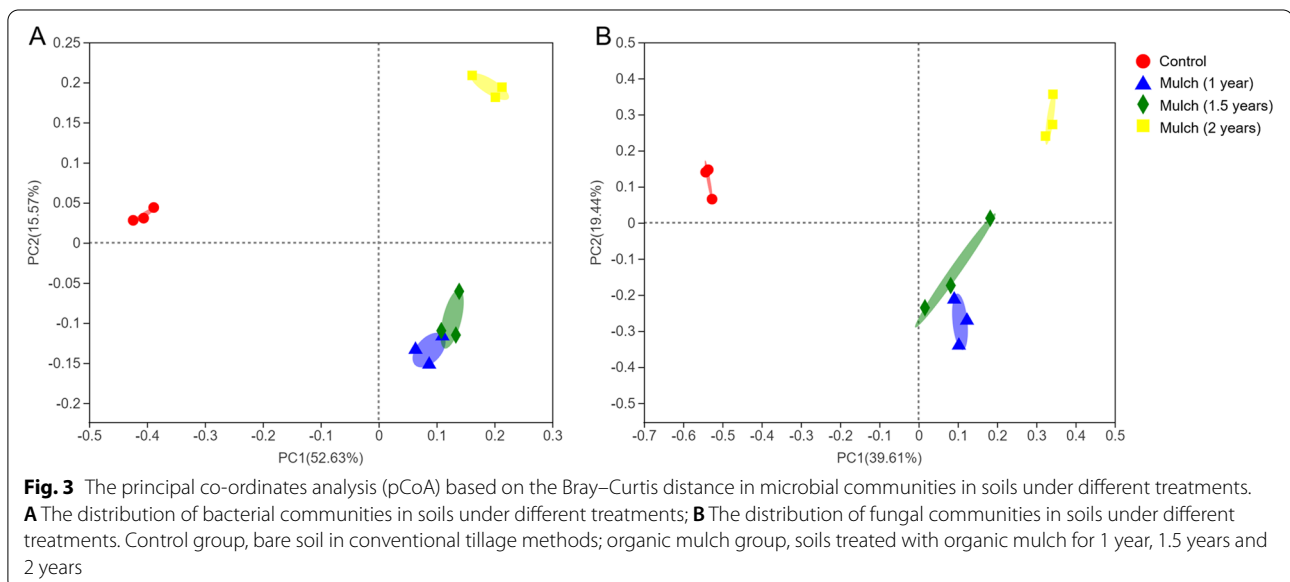 A
0.25
0.2
0.15
0.1
0.05
0
-0.05
-0.1
-0.15
-0.2
PC2(15.57%)
-0.5 -0.4 -0.3 -0.2 -0.1 0 0.1 0.2 0.3
PC1(52.63%)
B
0.5
0.4
0.3
0.2
0.1
0
-0.1
-0.2
-0.3
-0.4
-0.5
PC2(19.44%)
-0.7 -0.6 -0.5 -0.4 -0.3 -0.2 -0.1 0 0.1 0.2 0.3 0.4 0.5
PC1(39.61%)
Control
Mulch (1 year)
Mulch (1.5 years)
Mulch (2 years)
Fig. 3 The principal co-ordinates analysis (pCoA) based on the Bray–Curtis distance in microbial communities in soils under different treatments.
A The distribution of bacterial communities in soils under different treatments; B The distribution of fungal communities in soils under different
treatments. Control group, bare soil in conventional tillage methods; organic mulch group, soils treated with organic mulch for 1 year, 1.5 years and
2 years